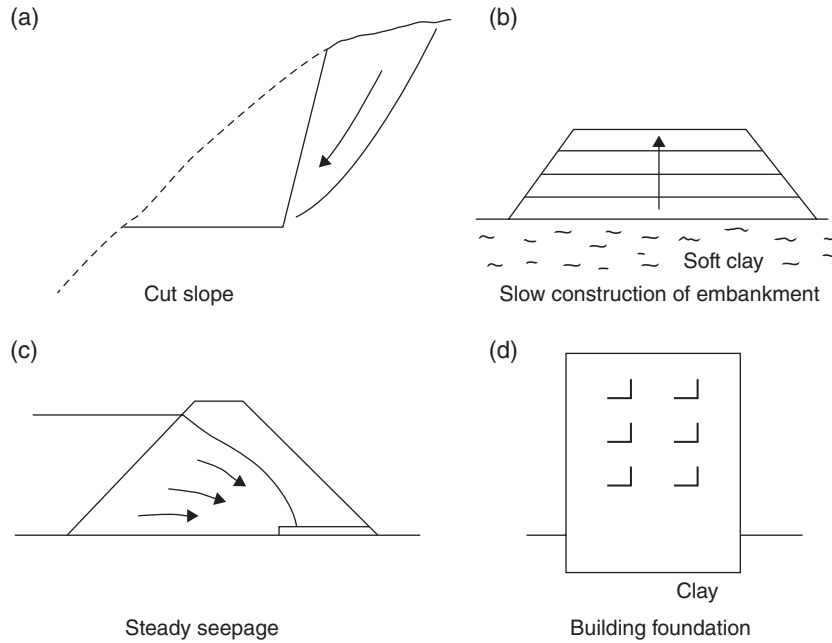 (a)
Cut slope
(b)
Soft clay
Slow construction of embankment
(c)
Steady seepage
(d)
Clay
Building foundation